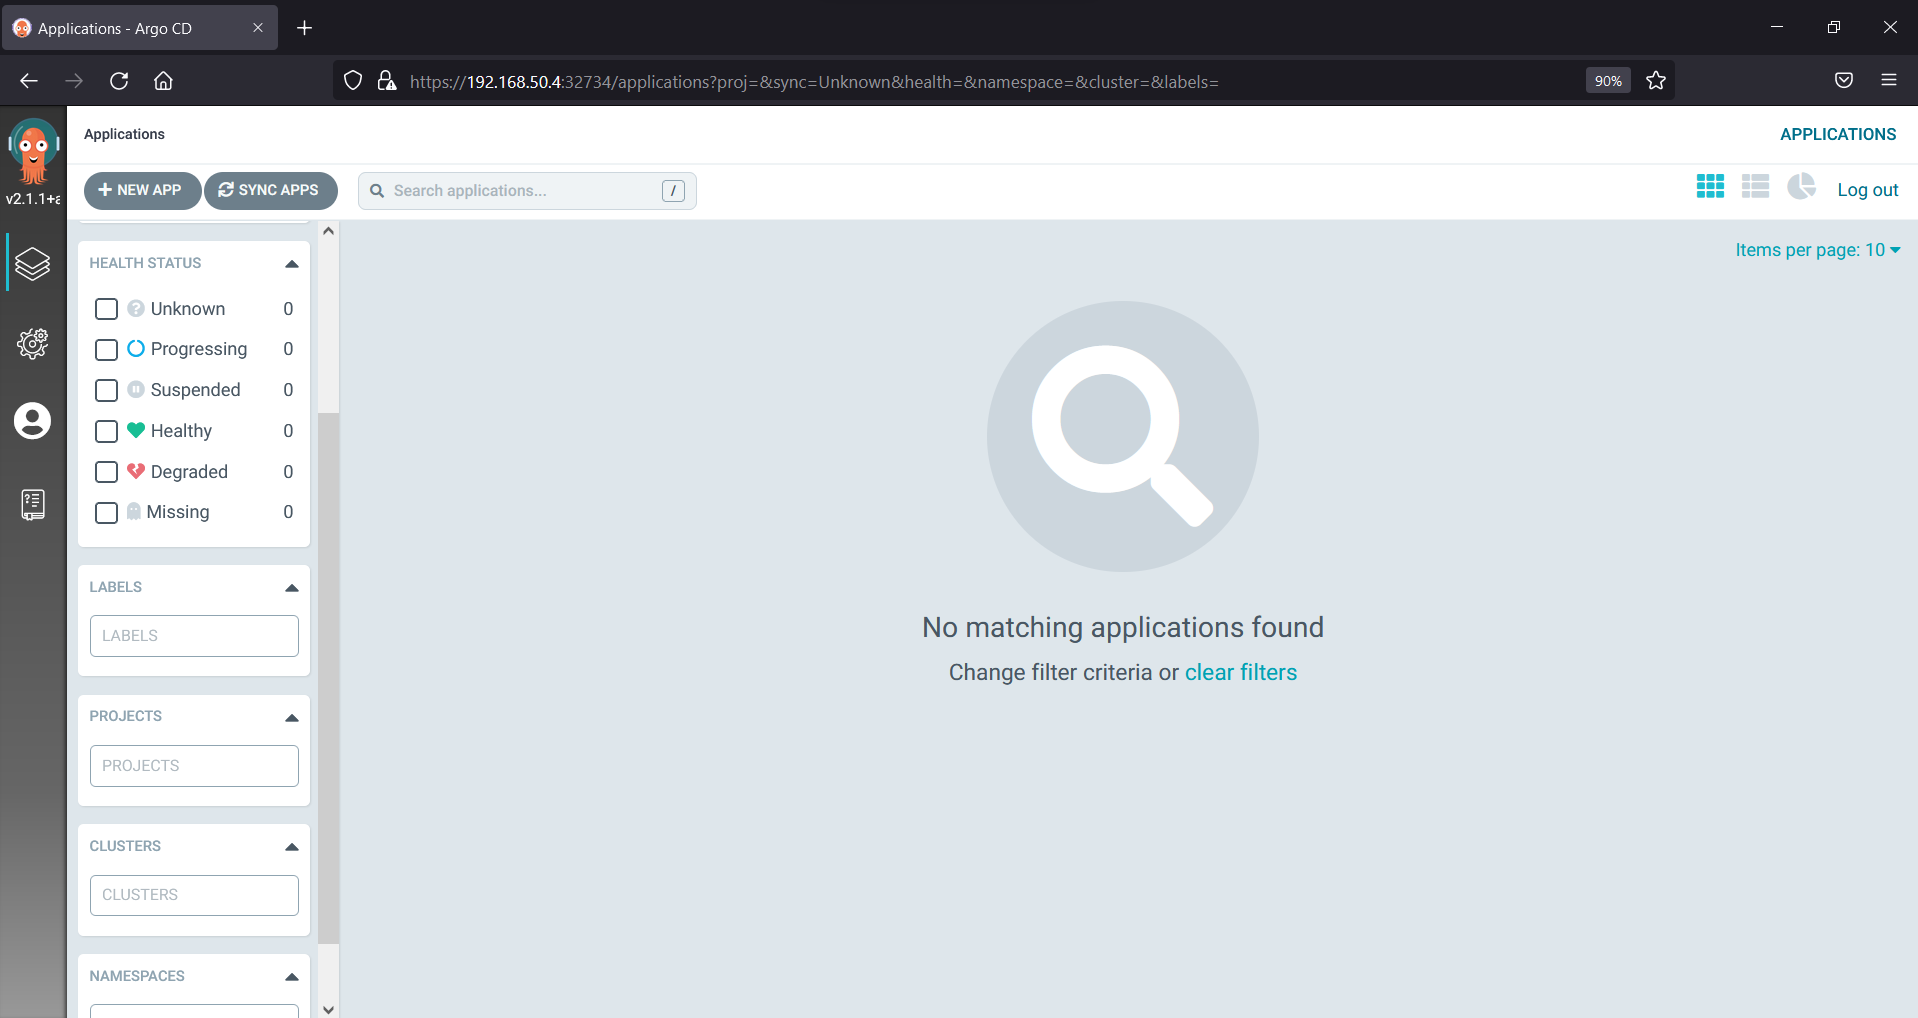 Applications - Argo CD
https://192.168.50.4:32734/applications?proj=&sync=Unknown&health=&namespace=&cluster=&labels=
90%
Applications
APPLICATIONS
v2.1.1+a
NEW APP
SYNC APPS
Search applications...
/
Log out
Items per page: 10
HEALTH STATUS
Unknown 0
Progressing 0
Suspended 0
Healthy 0
Degraded 0
Missing 0
LABELS
LABELS
PROJECTS
PROJECTS
CLUSTERS
CLUSTERS
NAMESPACES
No matching applications found
Change filter criteria or clear filters